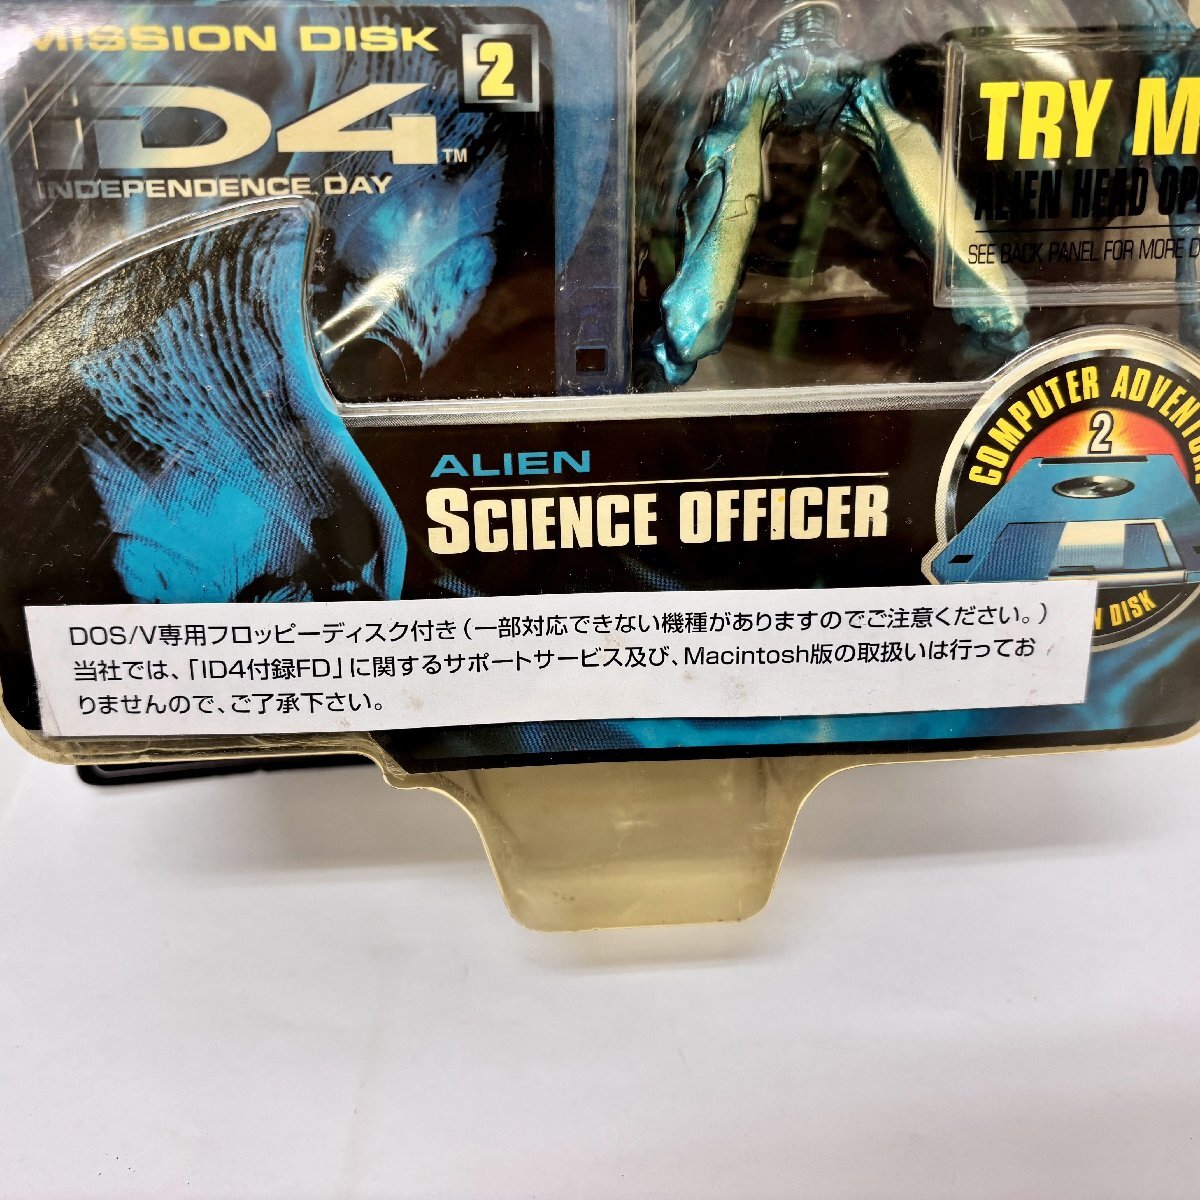 MISSION DISK
2
ID4™
INDEPENDENCE DAY
TRY M
ALIEN HEAD OP
SEE BACK PANEL FOR MORE D
COMPUTER ADVENTUR
2
ALIEN
SCIENCE OFFICER
DISK
DOS/V専用フロッピーディスク付き(一部対応できない機種がありますのでご注意ください。)
当社では、「ID4付録FD」に関するサポートサービス及び、Macintosh版の取扱いは行ってお
りませんので、ご了承下さい。